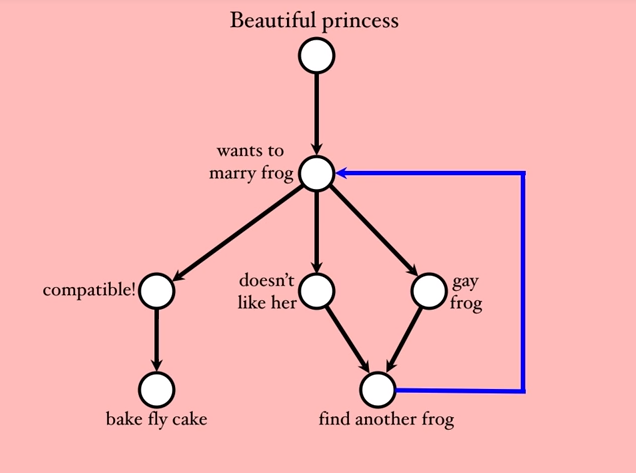 Beautiful princess
wants to
marry frog
compatible!
doesn't
like her
gay
frog
bake fly cake
find another frog